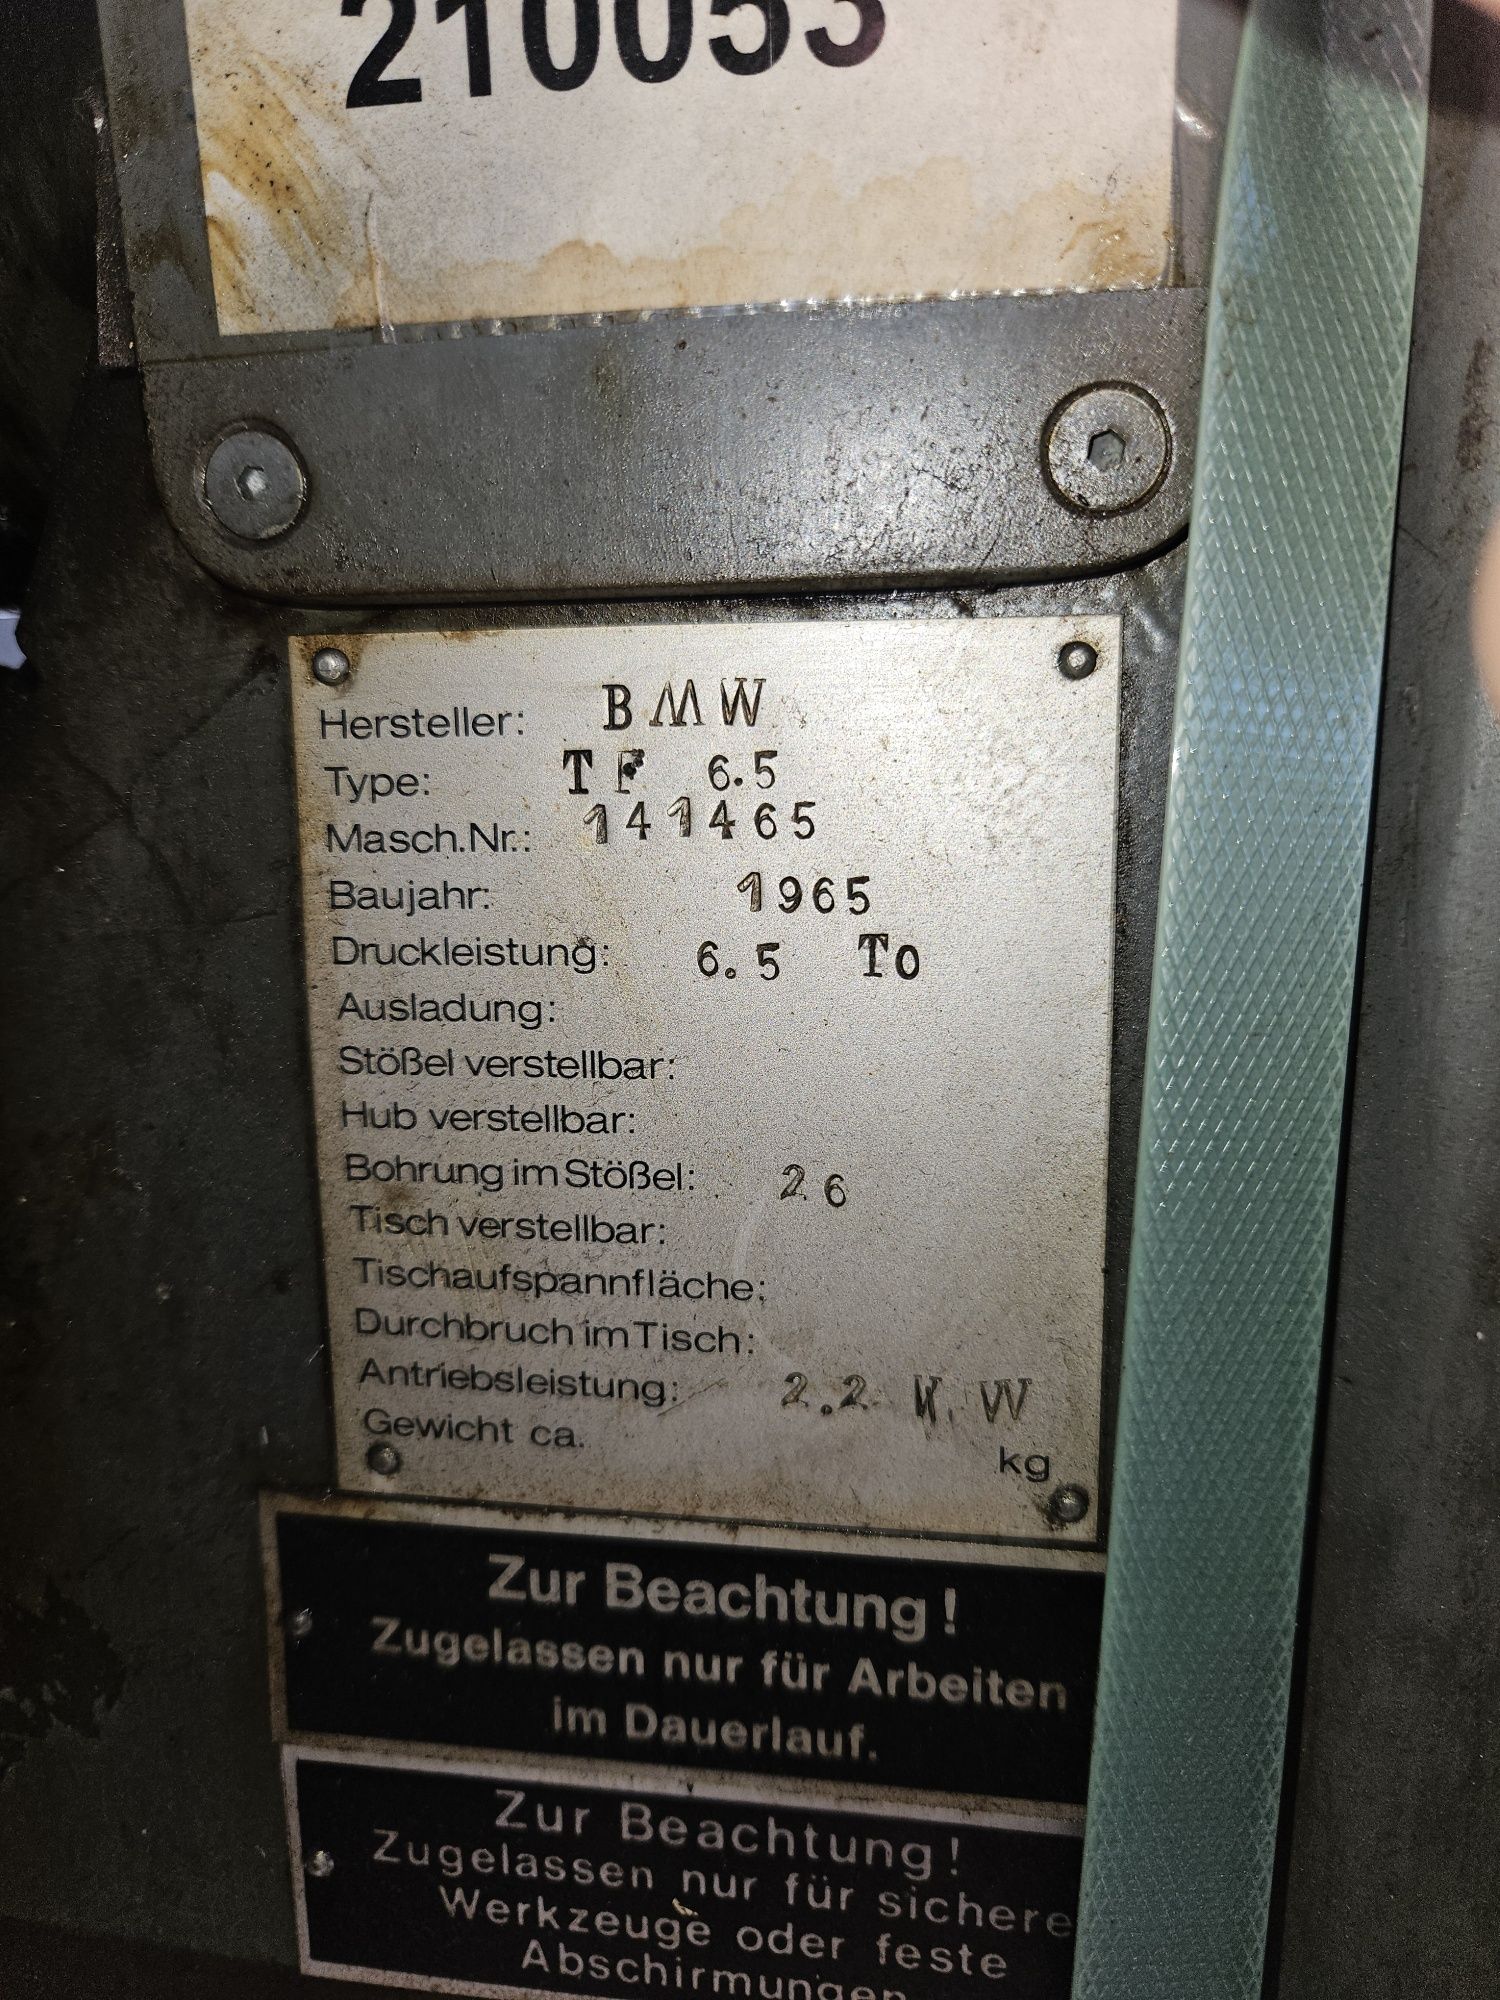 210053
Hersteller: BMW
Type: TF 6.5
Masch.Nr.: 141465
Baujahr: 1965
Druckleistung: 6.5 To
Ausladung:
Stößel verstellbar:
Hub verstellbar:
Bohrung im Stößel: 26
Tisch verstellbar:
Tischaufspannfläche:
Durchbruch im Tisch:
Antriebsleistung: 2.2 K.W
Gewicht ca. kg
Zur Beachtung!
Zugelassen nur für Arbeiten
im Dauerlauf.
Zur Beachtung!
Zugelassen nur für sichere
Werkzeuge oder feste
Abschirmungen